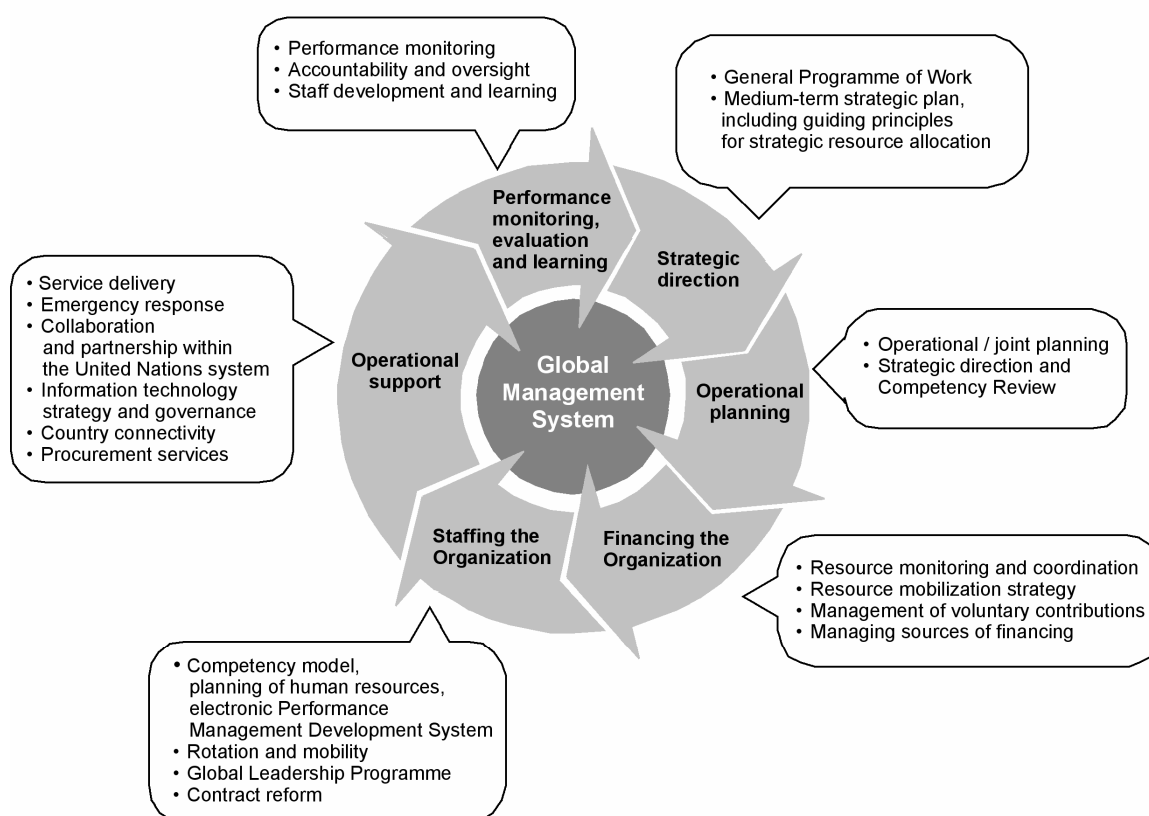 • Performance monitoring
• Accountability and oversight
• Staff development and learning
• General Programme of Work
• Medium-term strategic plan,
including guiding principles
for strategic resource allocation
Performance
monitoring,
evaluation
and learning
Strategic
direction
• Service delivery
• Emergency response
• Collaboration
and partnership within
the United Nations system
• Information technology
strategy and governance
• Country connectivity
• Procurement services
Operational
support
Global
Management
System
Operational
planning
• Operational / joint planning
• Strategic direction and
Competency Review
Staffing the
Organization
Financing the
Organization
• Resource monitoring and coordination
• Resource mobilization strategy
• Management of voluntary contributions
• Managing sources of financing
• Competency model,
planning of human resources,
electronic Performance
Management Development System
• Rotation and mobility
• Global Leadership Programme
• Contract reform